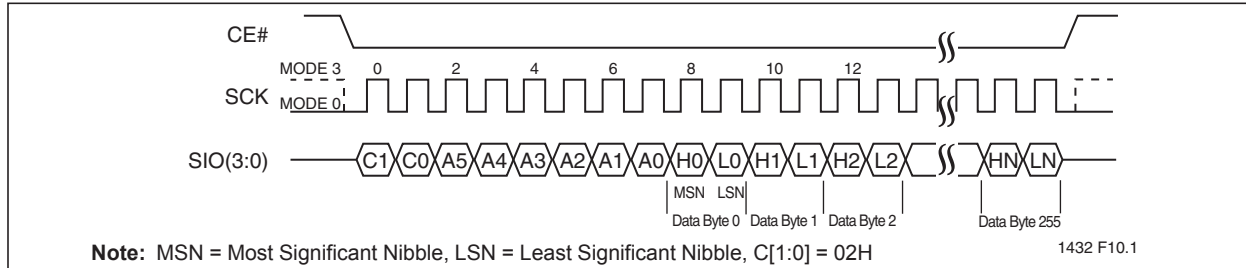 CE#
MODE 3 0 2 4 6 8 10 12
SCK
MODE 0
SIO(3:0) C1 C0 A5 A4 A3 A2 A1 A0 H0 L0 H1 L1 H2 L2 HN LN
MSN LSN
Data Byte 0 Data Byte 1 Data Byte 2 Data Byte 255
Note: MSN = Most Significant Nibble, LSN = Least Significant Nibble, C[1:0] = 02H 1432 F10.1